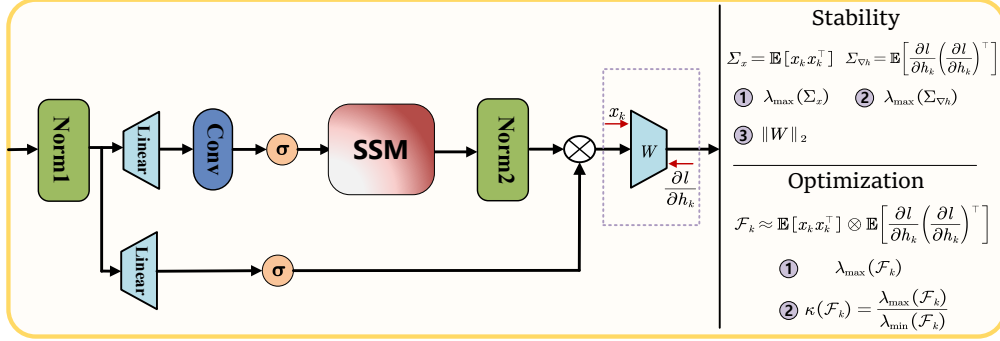 Norm1
Linear
Conv
σ
SSM
Norm2
x_k
W
∂l/∂h_k
Linear
σ
Stability
Σ_x = 𝔼[x_k x_k^⊤] Σ_∇h = 𝔼[∂l/∂h_k (∂l/∂h_k)^⊤]
1 λ_max(Σ_x) 2 λ_max(Σ_∇h)
3 ‖W‖_2
Optimization
ℱ_k ≈ 𝔼[x_k x_k^⊤] ⊗ 𝔼[∂l/∂h_k (∂l/∂h_k)^⊤]
1 λ_max(ℱ_k)
2 κ(ℱ_k) = λ_max(ℱ_k)/λ_min(ℱ_k)